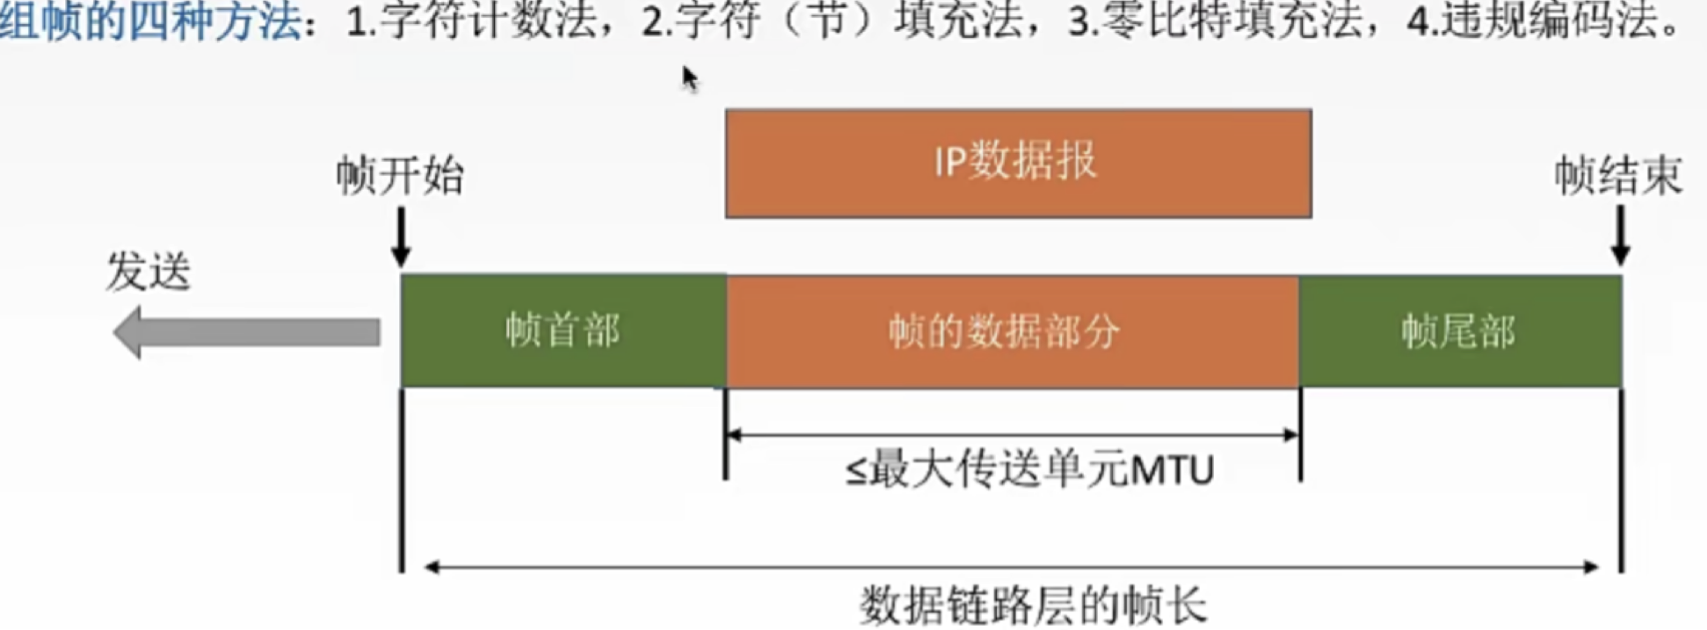 组帧的四种方法：1.字符计数法，2.字符（节）填充法，3.零比特填充法，4.违规编码法。
IP数据报
帧开始
帧结束
发送
帧首部
帧的数据部分
帧尾部
≤最大传送单元MTU
数据链路层的帧长